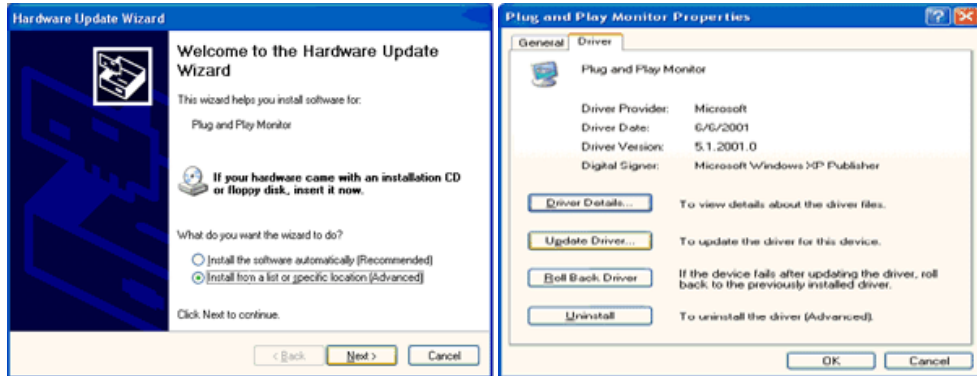 Hardware Update Wizard
Welcome to the Hardware Update
Wizard
This wizard helps you install software for:
Plug and Play Monitor
If your hardware came with an installation CD
or floppy disk, insert it now.
What do you want the wizard to do?
Install the software automatically (Recommended)
Install from a list or specific location (Advanced)
Click Next to continue.
< Back Next > Cancel
Plug and Play Monitor Properties
General Driver
Plug and Play Monitor
Driver Provider: Microsoft
Driver Date: 6/6/2001
Driver Version: 5.1.2001.0
Digital Signer: Microsoft Windows XP Publisher
Driver Details... To view details about the driver files.
Update Driver... To update the driver for this device.
Roll Back Driver If the device fails after updating the driver, roll
back to the previously installed driver.
Uninstall To uninstall the driver (Advanced).
OK Cancel